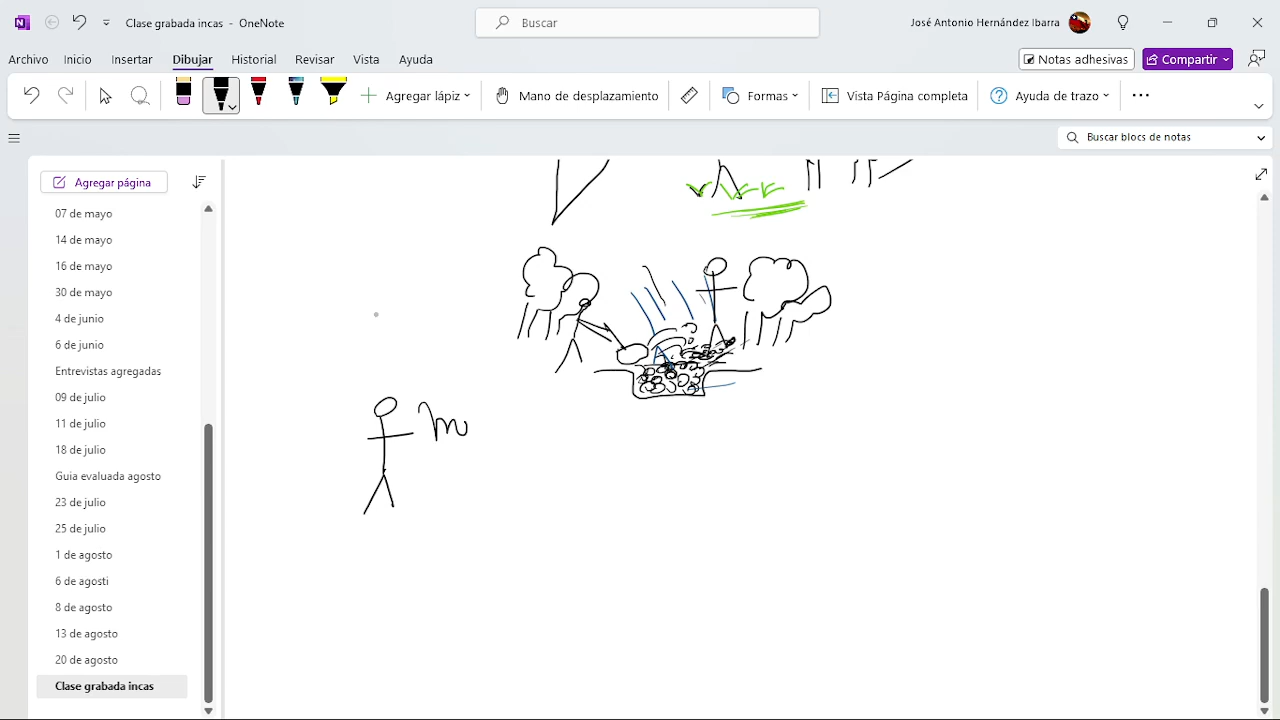 Clase grabada incas - OneNote
Buscar
José Antonio Hernández Ibarra
Archivo Inicio Insertar Dibujar Historial Revisar Vista Ayuda
Notas adhesivas Compartir
Agregar lápiz Mano de desplazamiento Formas Vista Página completa Ayuda de trazo
Buscar blocs de notas
Agregar página
07 de mayo
14 de mayo
16 de mayo
30 de mayo
4 de junio
6 de junio
Entrevistas agregadas
09 de julio
11 de julio
18 de julio
Guia evaluada agosto
23 de julio
25 de julio
1 de agosto
6 de agosti
8 de agosto
13 de agosto
20 de agosto
Clase grabada incas